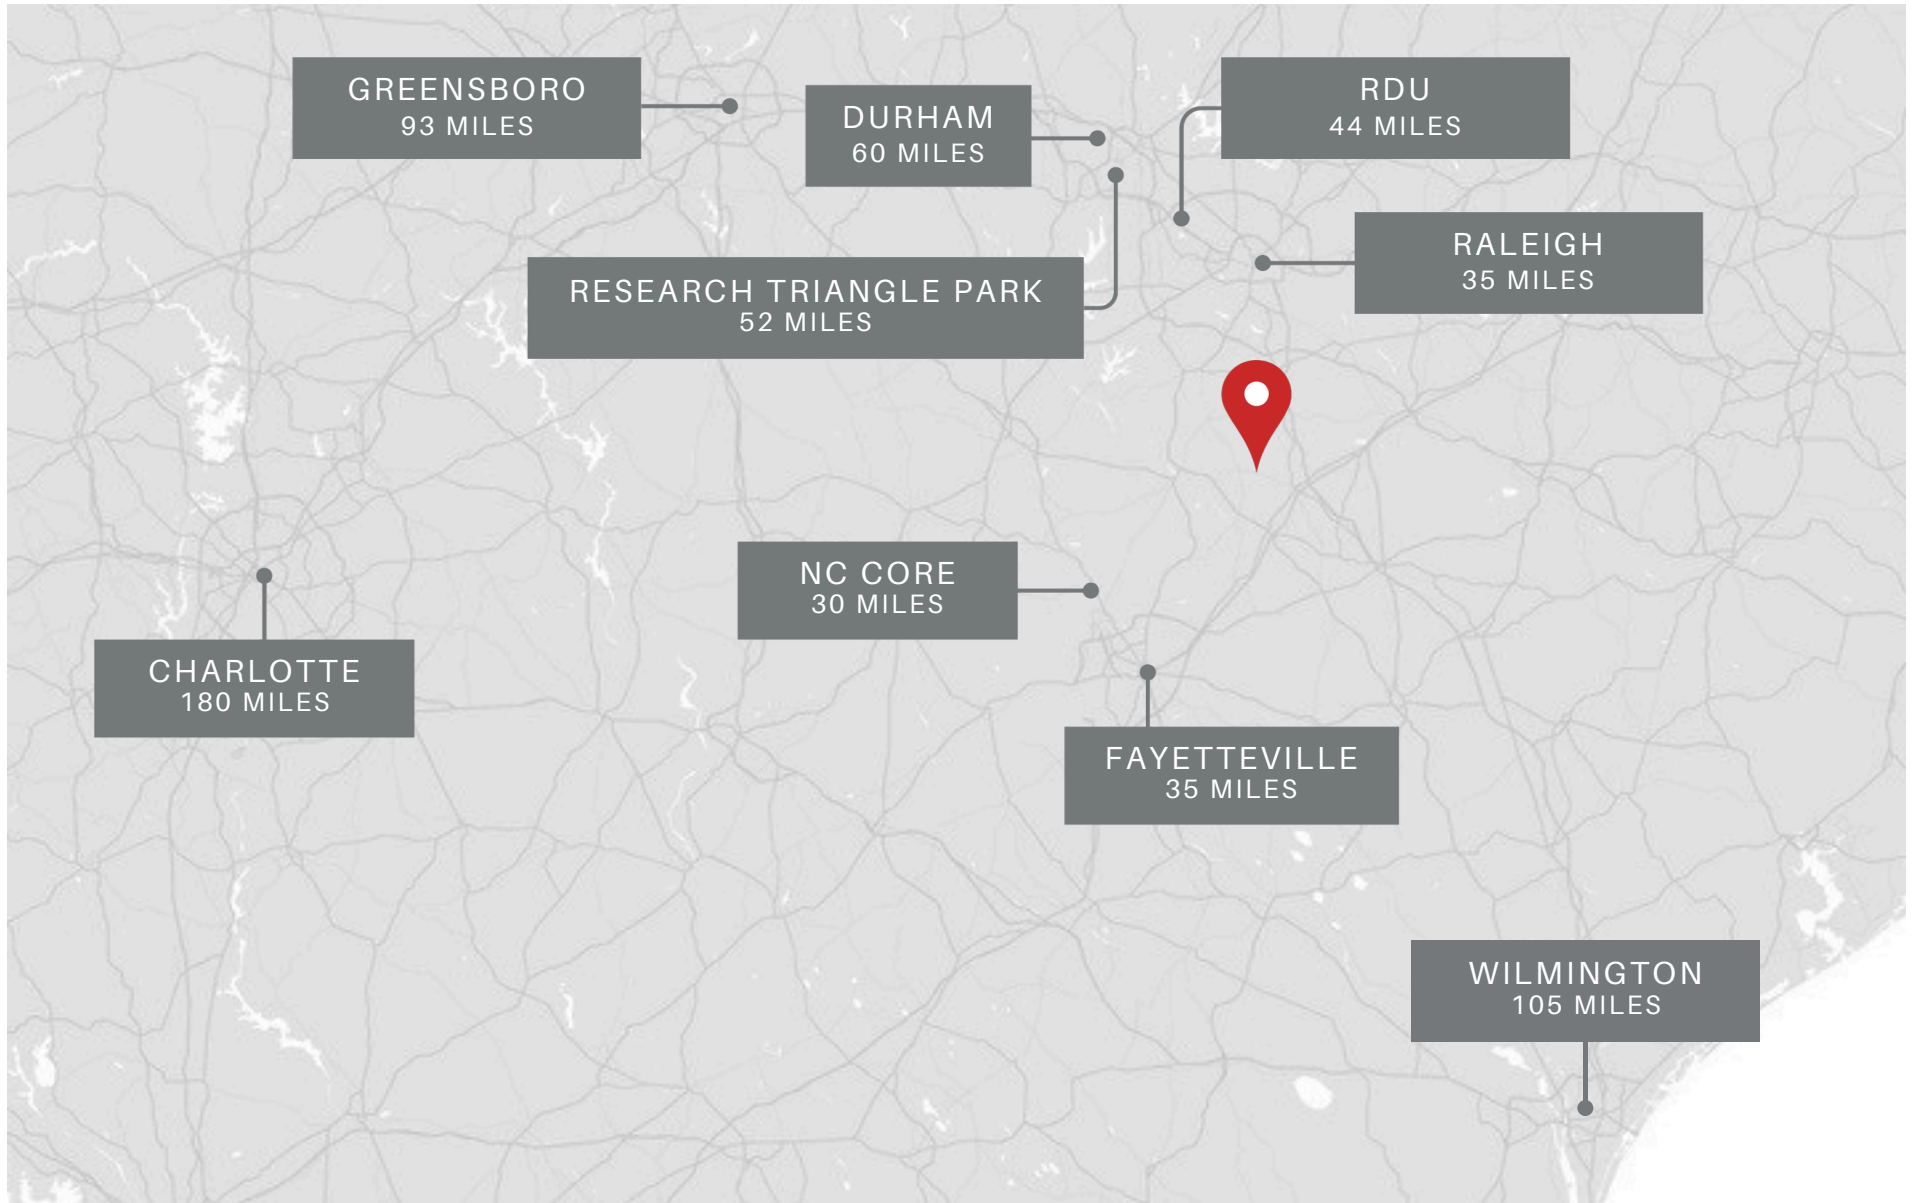 GREENSBORO
93 MILES
DURHAM
60 MILES
RDU
44 MILES
RALEIGH
35 MILES
RESEARCH TRIANGLE PARK
52 MILES
NC CORE
30 MILES
CHARLOTTE
180 MILES
FAYETTEVILLE
35 MILES
WILMINGTON
105 MILES